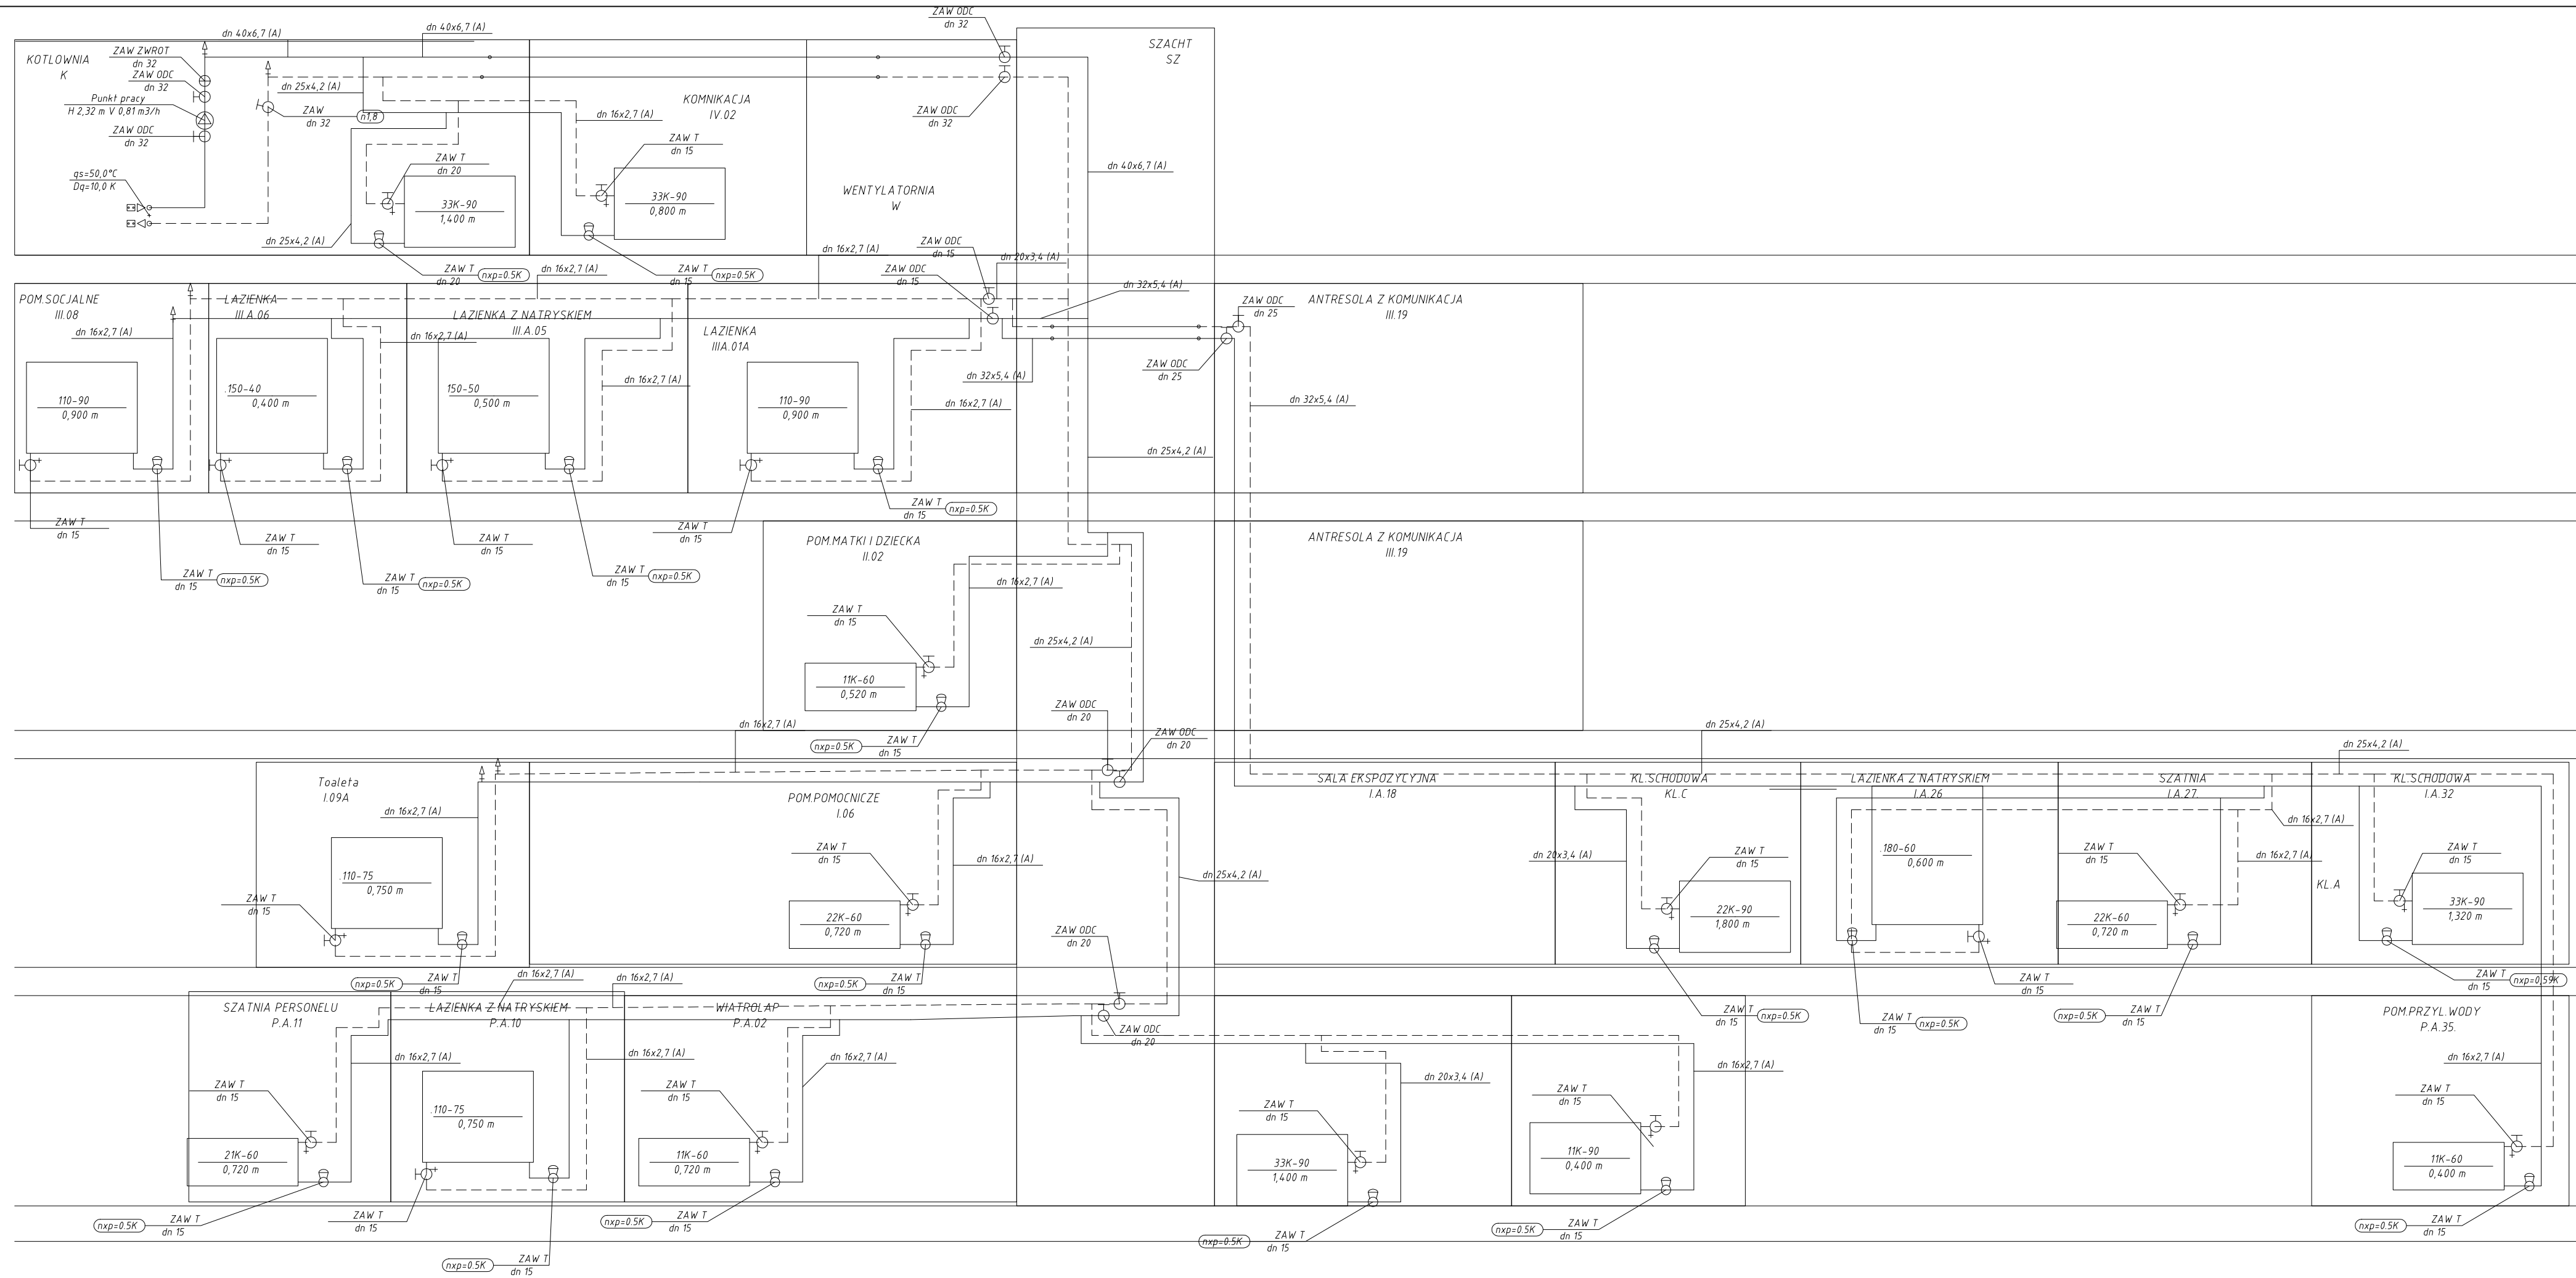 ZAW ODC
dn 32
dn 40x6,7 (A)
dn 40x6,7 (A)
KOTLOWNIA
K
ZAW ZWROT
dn 32
ZAW ODC
dn 32
Punkt pracy
H 2,32 m V 0,81 m3/h
ZAW ODC
dn 32
qs=50,0°C
Dq=10,0 K
dn 25x4,2 (A)
ZAW
dn 32
n1,8
ZAW T
dn 20
33K-90
1,400 m
dn 25x4,2 (A)
ZAW T
dn 20
nxp=0.5K
KOMNIKACJA
IV.02
dn 16x2,7 (A)
ZAW T
dn 15
33K-90
0,800 m
ZAW T
dn 15
nxp=0.5K
WENTYLATORNIA
W
ZAW ODC
dn 32
SZACHT
SZ
dn 40x6,7 (A)
ZAW ODC
dn 15
dn 16x2,7 (A)
dn 20x3,4 (A)
ZAW ODC
dn 15
dn 16x2,7 (A)
dn 32x5,4 (A)
POM.SOCJALNE
III.08
dn 16x2,7 (A)
110-90
0,900 m
LAZIENKA
III.A.06
dn 16x2,7 (A)
.150-40
0,400 m
LAZIENKA Z NATRYSKIEM
III.A.05
150-50
0,500 m
dn 16x2,7 (A)
LAZIENKA
IIIA.01A
110-90
0,900 m
dn 32x5,4 (A)
dn 16x2,7 (A)
ZAW ODC
dn 25
ANTRESOLA Z KOMUNIKACJA
III.19
ZAW ODC
dn 25
dn 32x5,4 (A)
dn 25x4,2 (A)
ZAW T
dn 15
nxp=0.5K
ZAW T
dn 15
ZAW T
dn 15
ZAW T
dn 15
ZAW T
dn 15
ZAW T
dn 15
nxp=0.5K
ZAW T
dn 15
nxp=0.5K
ZAW T
dn 15
nxp=0.5K
POM.MATKI I DZIECKA
II.02
dn 16x2,7 (A)
ZAW T
dn 15
11K-60
0,520 m
ZAW T
dn 15
nxp=0.5K
ANTRESOLA Z KOMUNIKACJA
III.19
dn 25x4,2 (A)
ZAW ODC
dn 20
ZAW ODC
dn 20
dn 16x2,7 (A)
dn 25x4,2 (A)
dn 25x4,2 (A)
Toaleta
I.09A
dn 16x2,7 (A)
.110-75
0,750 m
ZAW T
dn 15
nxp=0.5K
ZAW T
dn 15
POM.POMOCNICZE
I.06
ZAW T
dn 15
dn 16x2,7 (A)
22K-60
0,720 m
nxp=0.5K
ZAW T
dn 15
dn 25x4,2 (A)
ZAW ODC
dn 20
SALA EKSPOZYCYJNA
I.A.18
KL.SCHODOWA
KL.C
dn 20x3,4 (A)
ZAW T
dn 15
22K-90
1,800 m
ZAW T
dn 15
nxp=0.5K
LAZIENKA Z NATRYSKIEM
I.A.26
.180-60
0,600 m
ZAW T
dn 15
nxp=0.5K
ZAW T
dn 15
SZATNIA
I.A.27.
ZAW T
dn 15
dn 16x2,7 (A)
dn 16x2,7 (A)
22K-60
0,720 m
nxp=0.5K
ZAW T
dn 15
KL.SCHODOWA
I.A.32
KL.A
ZAW T
dn 15
33K-90
1,320 m
ZAW T
dn 15
nxp=0,59K
dn 16x2,7 (A)
dn 16x2,7 (A)
SZATNIA PERSONELU
P.A.11
dn 16x2,7 (A)
ZAW T
dn 15
21K-60
0,720 m
nxp=0.5K
ZAW T
dn 15
LAZIENKA Z NATRYSKIEM
P.A.10
dn 16x2,7 (A)
.110-75
0,750 m
ZAW T
dn 15
nxp=0.5K
ZAW T
dn 15
WIATROLAP
P.A.02
dn 16x2,7 (A)
ZAW T
dn 15
11K-60
0,720 m
nxp=0.5K
ZAW T
dn 15
ZAW ODC
dn 20
dn 20x3,4 (A)
ZAW T
dn 15
33K-90
1,400 m
nxp=0.5K
ZAW T
dn 15
dn 16x2,7 (A)
ZAW T
dn 15
11K-90
0,400 m
nxp=0.5K
ZAW T
dn 15
POM.PRZYL.WODY
P.A.35.
dn 16x2,7 (A)
ZAW T
dn 15
11K-60
0,400 m
nxp=0.5K
ZAW T
dn 15